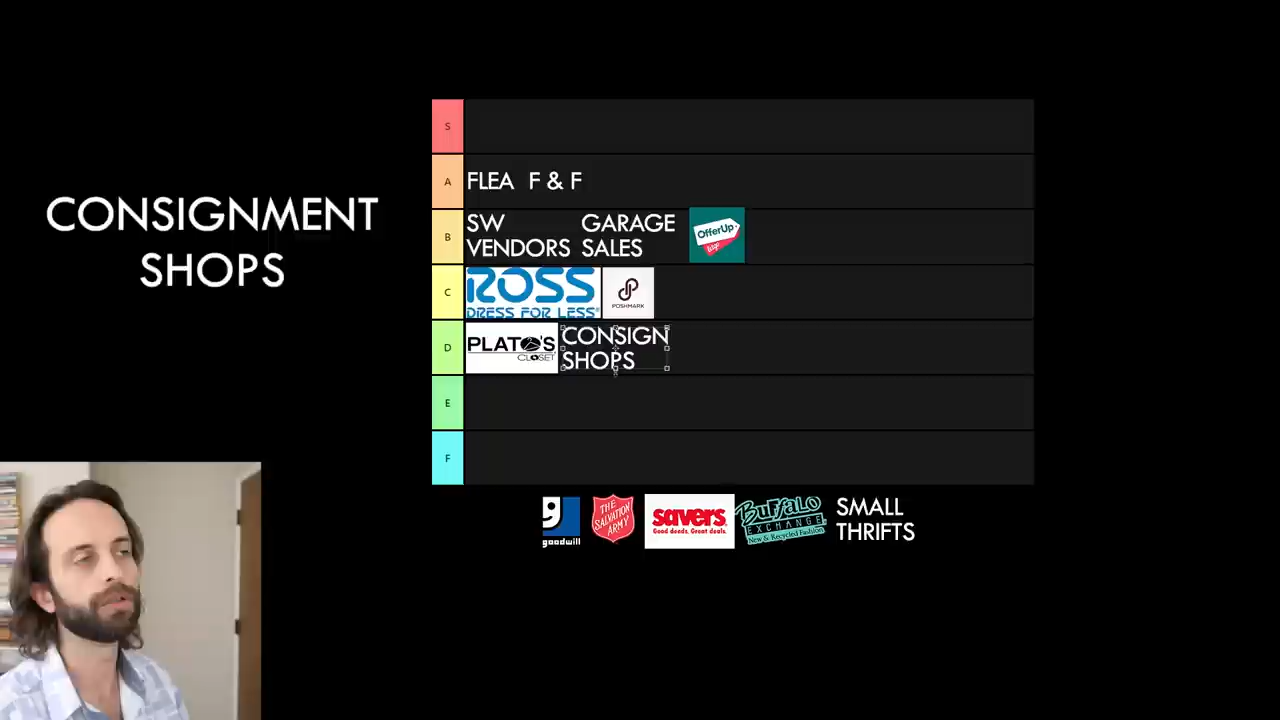 CONSIGNMENT
SHOPS
S
A
FLEA F & F
B
SW
VENDORS
GARAGE
SALES
OfferUp
C
ROSS
DRESS FOR LESS
POSHMARK
D
PLATO'S
CLOSET
CONSIGN
SHOPS
E
F
g
goodwill
THE
SALVATION
ARMY
savers.
Good deeds. Great deals.
BUFFALO
EXCHANGE
New & Recycled Fashion
SMALL
THRIFTS